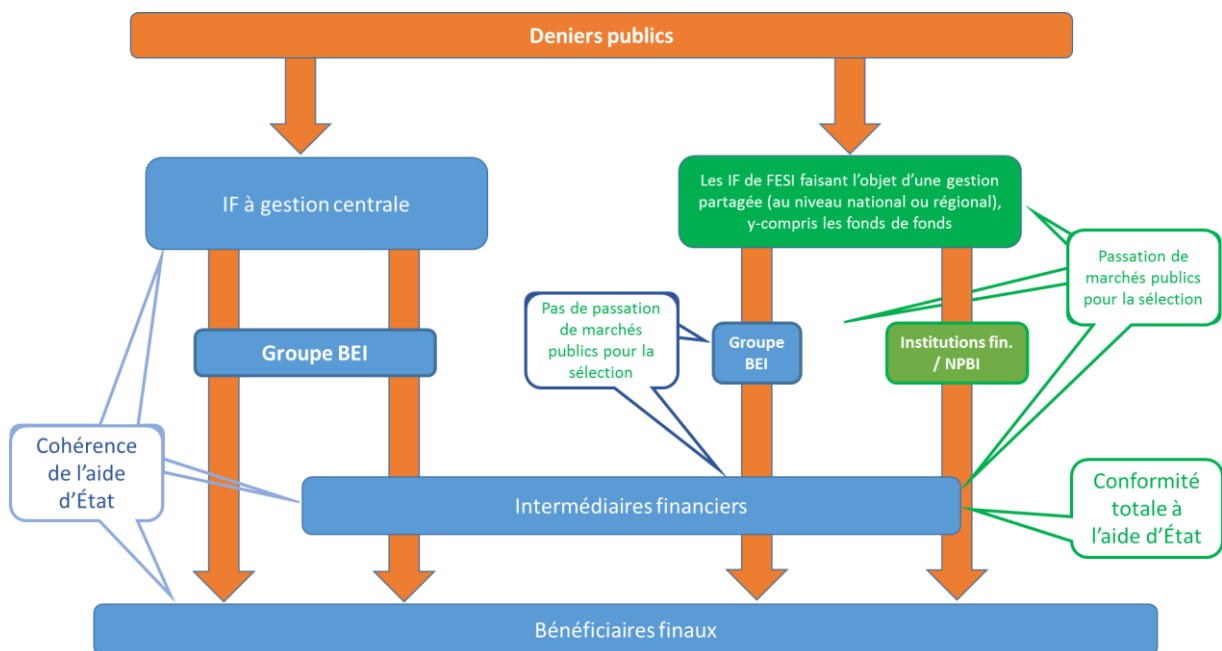 Deniers publics
IF à gestion centrale
Les IF de FESI faisant l’objet d’une gestion
partagée (au niveau national ou régional),
y-compris les fonds de fonds
Passation de
marchés publics
pour la sélection
Pas de passation
de marchés
publics pour la
sélection
Groupe BEI
Groupe
BEI
Institutions fin.
/ NPBI
Cohérence
de l’aide
d’État
Intermédiaires financiers
Conformité
totale à
l’aide d’État
Bénéficiaires finaux